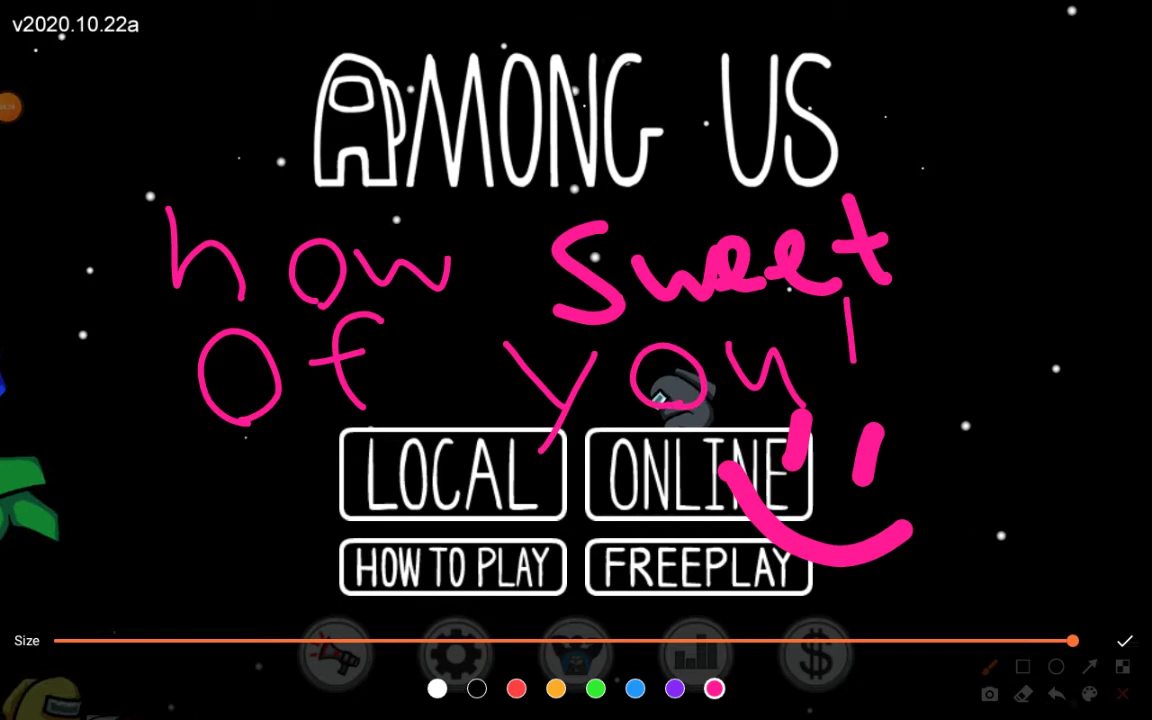 v2020.10.22a
AMONG US
how sweet
of you!
LOCAL
ONLINE
HOW TO PLAY
FREEPLAY
Size